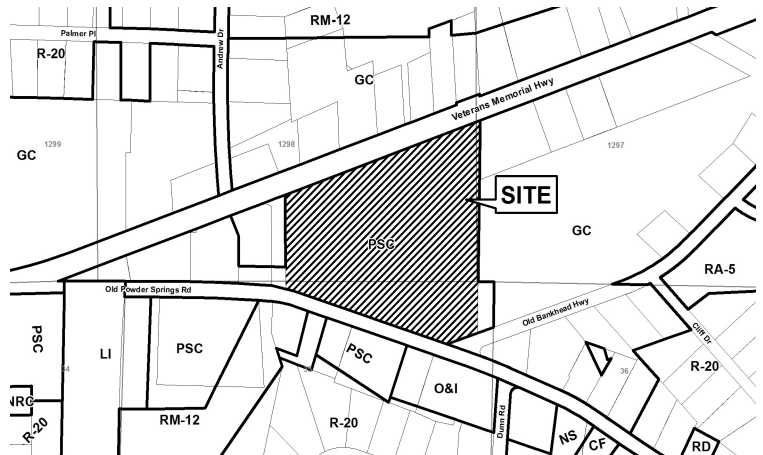 RM-12
Palmer Pl
R-20
Andrew Dr
GC
Veterans Memorial Hwy
1299
1298
1297
GC
SITE
PSC
GC
RA-5
Old Powder Springs Rd
Old Bankhead Hwy
Cliff Dr
PSC
LI
PSC
PSC
R-20
36
O&I
NRC
R-20
RM-12
R-20
Dunn Rd
NS
CF
RD